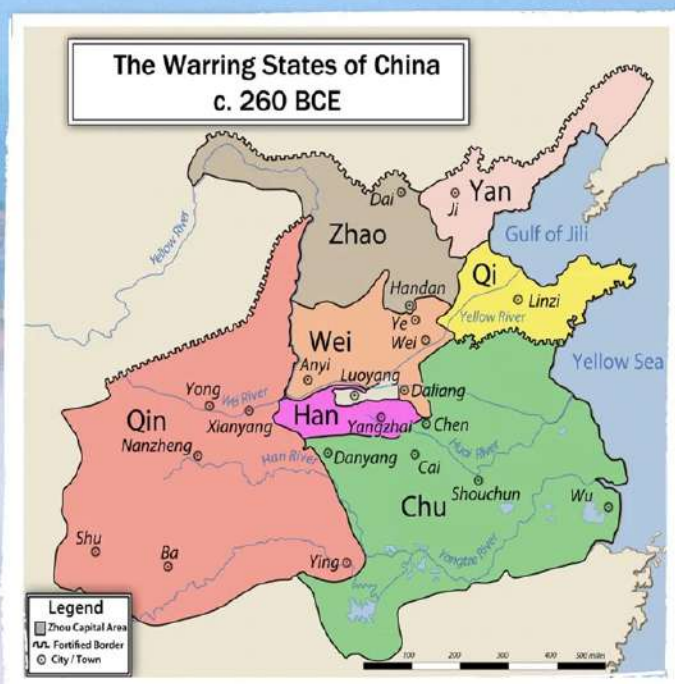 The Warring States of China
c. 260 BCE
Yellow River
Dai
Ji
Yan
Zhao
Gulf of Jili
Qi
Linzi
Handan
Ye
Yellow River
Wei
Wei
Yellow Sea
Anyi
Luoyang
Daliang
Yong
Wei River
Han
Qin
Xianyang
Yangzhai
Chen
Nanzheng
Han River
Danyang
Cai
Huai River
Shouchun
Chu
Wu
Shu
Ba
Ying
Yangtze River
Legend
Zhou Capital Area
Fortified Border
City / Town
100 200 300 400 500 miles